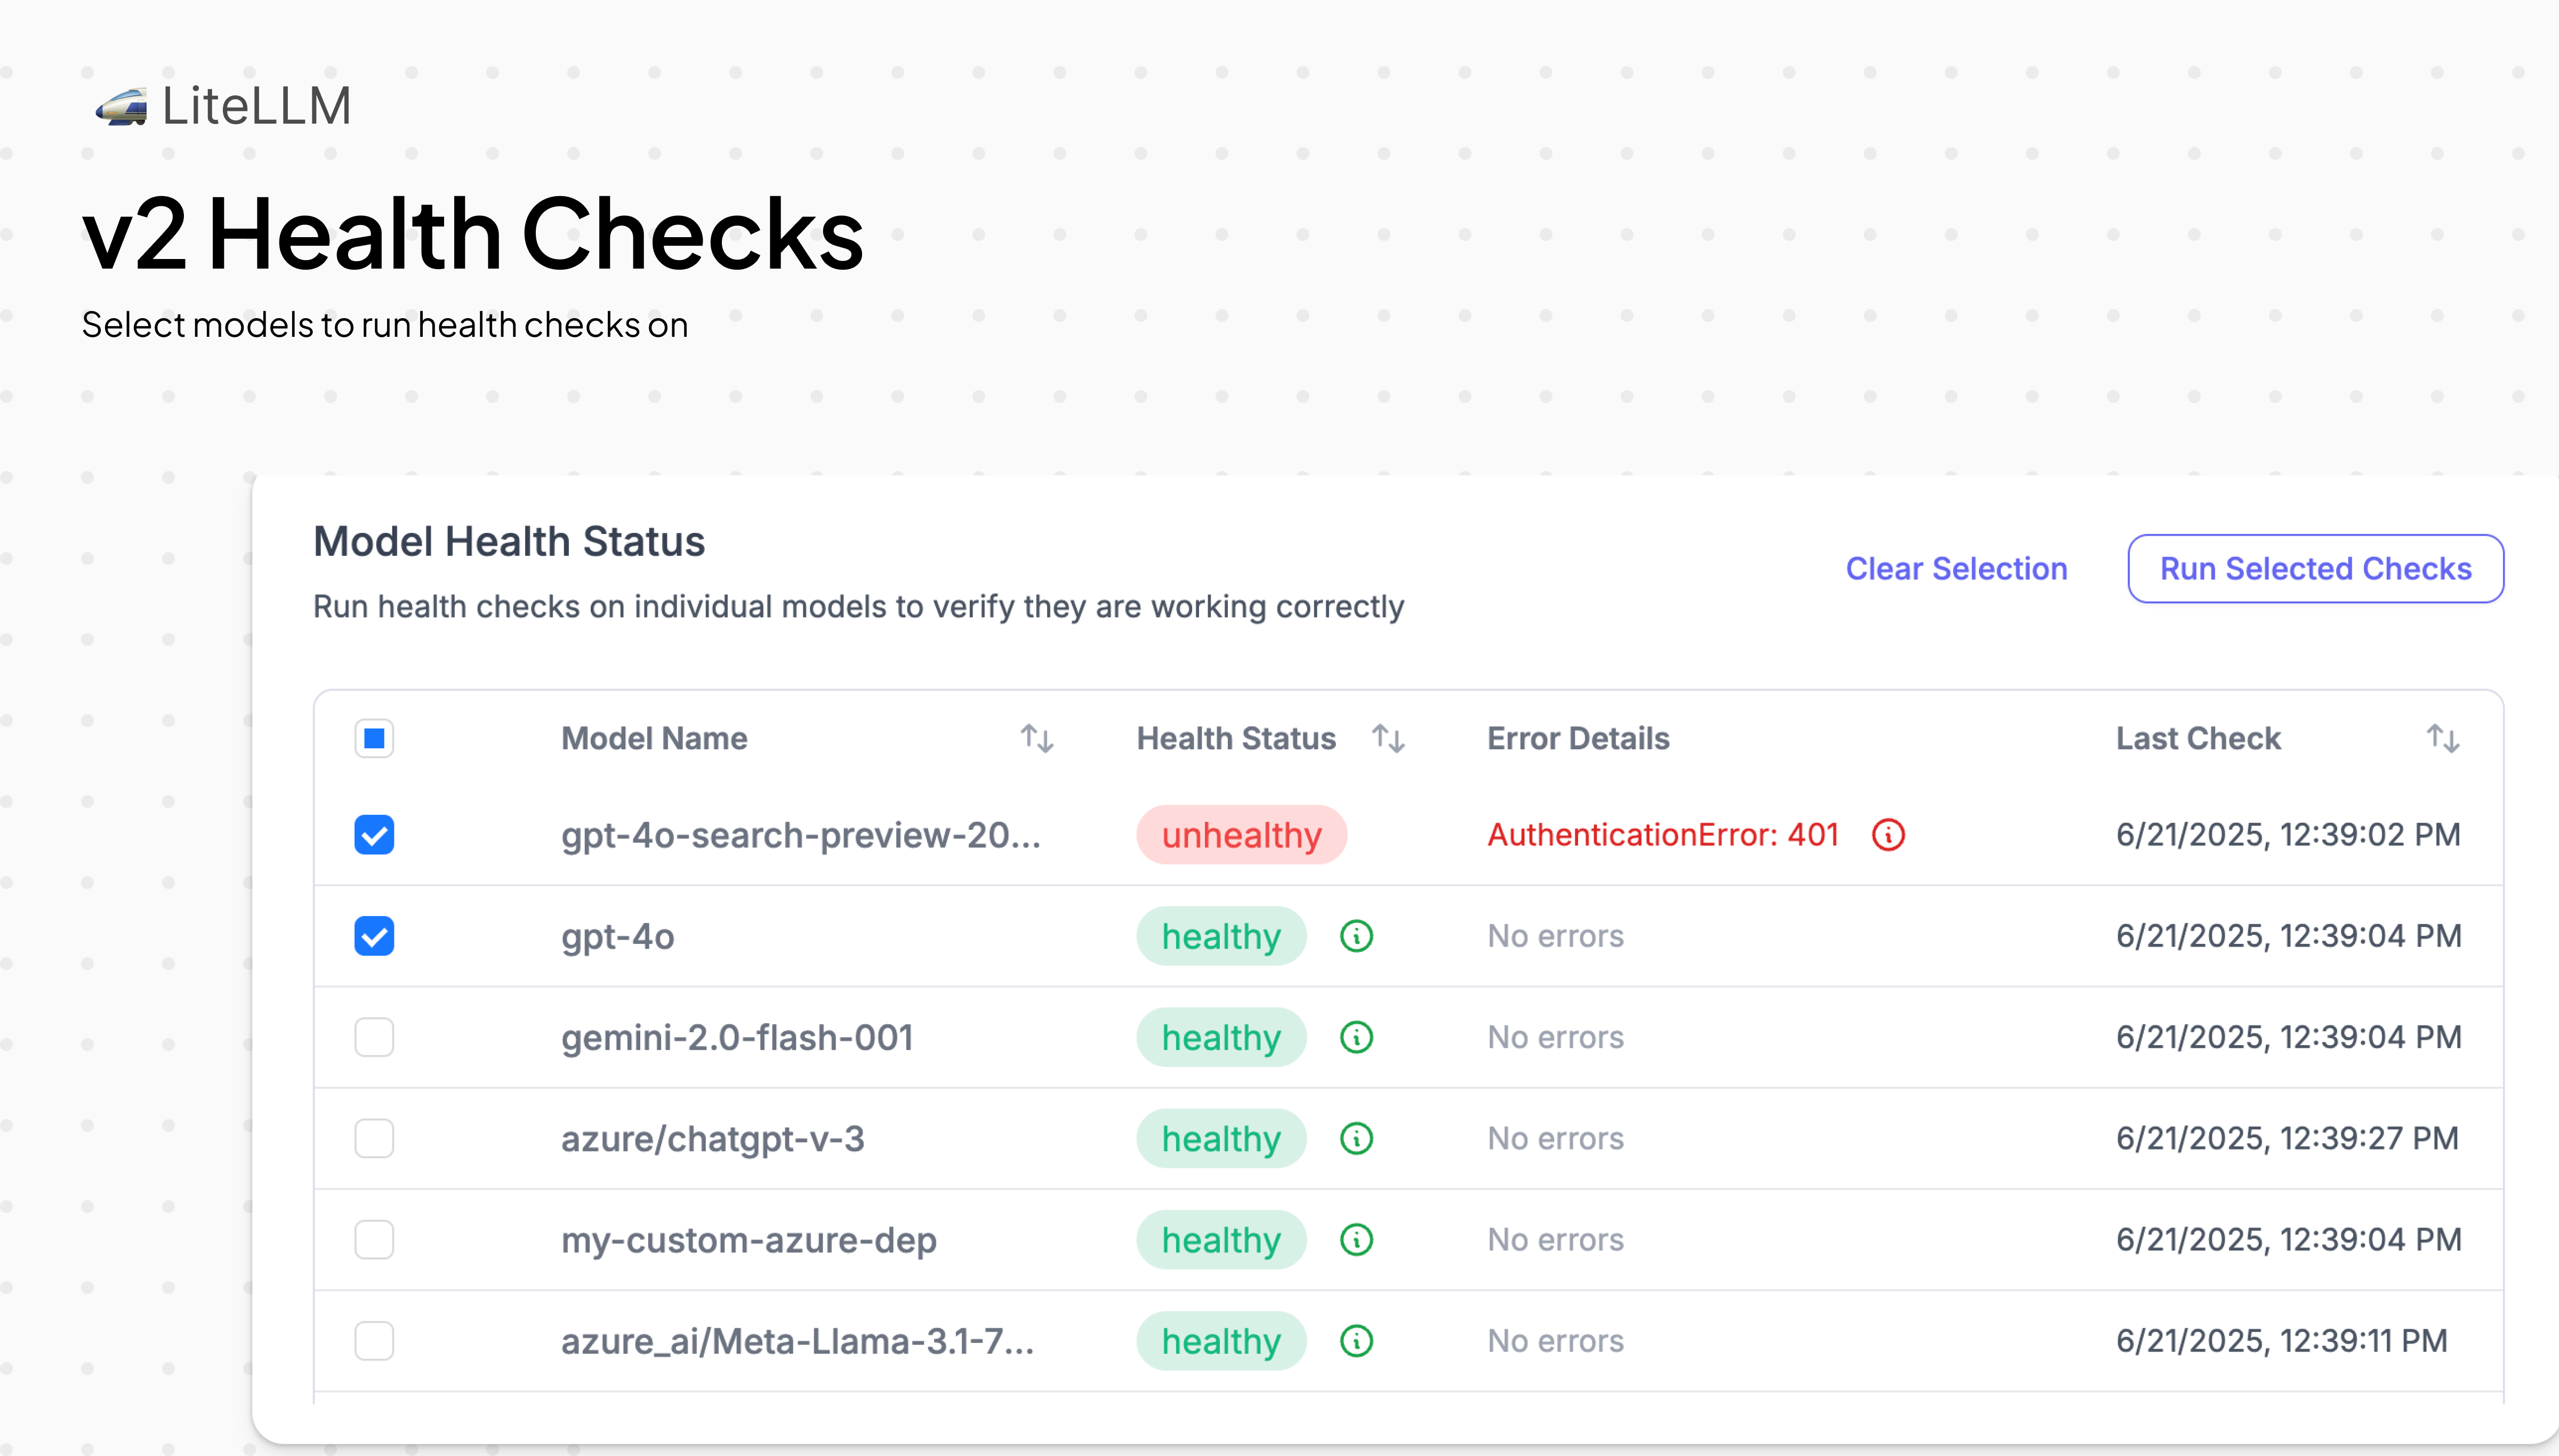 LiteLLM
v2 Health Checks
Select models to run health checks on
Model Health Status
Run health checks on individual models to verify they are working correctly
Clear Selection
Run Selected Checks
Model Name Health Status Error Details Last Check
gpt-4o-search-preview-20... unhealthy AuthenticationError: 401 6/21/2025, 12:39:02 PM
gpt-4o healthy No errors 6/21/2025, 12:39:04 PM
gemini-2.0-flash-001 healthy No errors 6/21/2025, 12:39:04 PM
azure/chatgpt-v-3 healthy No errors 6/21/2025, 12:39:27 PM
my-custom-azure-dep healthy No errors 6/21/2025, 12:39:04 PM
azure_ai/Meta-Llama-3.1-7... healthy No errors 6/21/2025, 12:39:11 PM